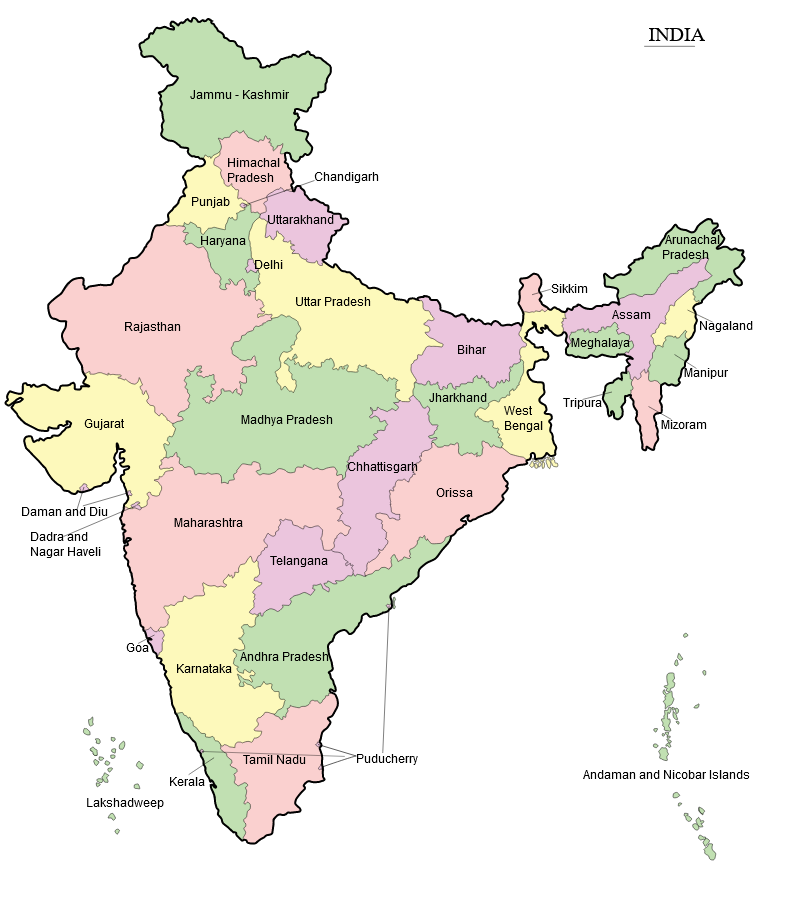 INDIA
Jammu - Kashmir
Himachal
Pradesh
Chandigarh
Punjab
Uttarakhand
Haryana
Delhi
Arunachal
Pradesh
Sikkim
Uttar Pradesh
Assam
Rajasthan
Nagaland
Meghalaya
Bihar
Manipur
Jharkhand
Tripura
West
Bengal
Gujarat
Madhya Pradesh
Mizoram
Chhattisgarh
Orissa
Daman and Diu
Maharashtra
Dadra and
Nagar Haveli
Telangana
Goa
Andhra Pradesh
Karnataka
Tamil Nadu
Puducherry
Kerala
Andaman and Nicobar Islands
Lakshadweep